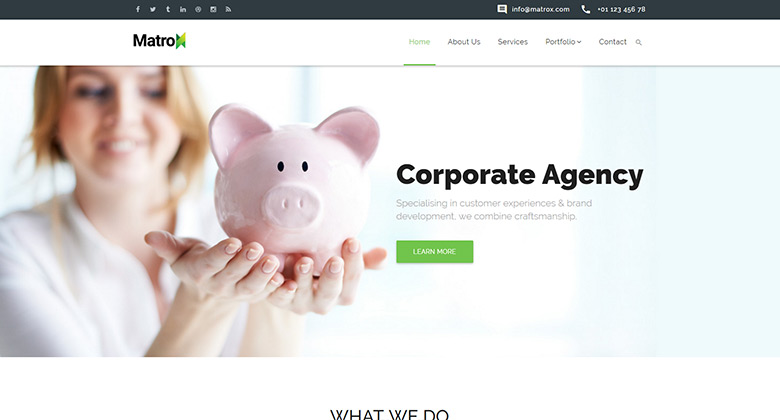 info@matrox.com +01 123 456 78
MatroX
Home About Us Services Portfolio Contact
Corporate Agency
Specialising in customer experiences & brand
development, we combine craftsmanship.
LEARN MORE
WHAT WE DO